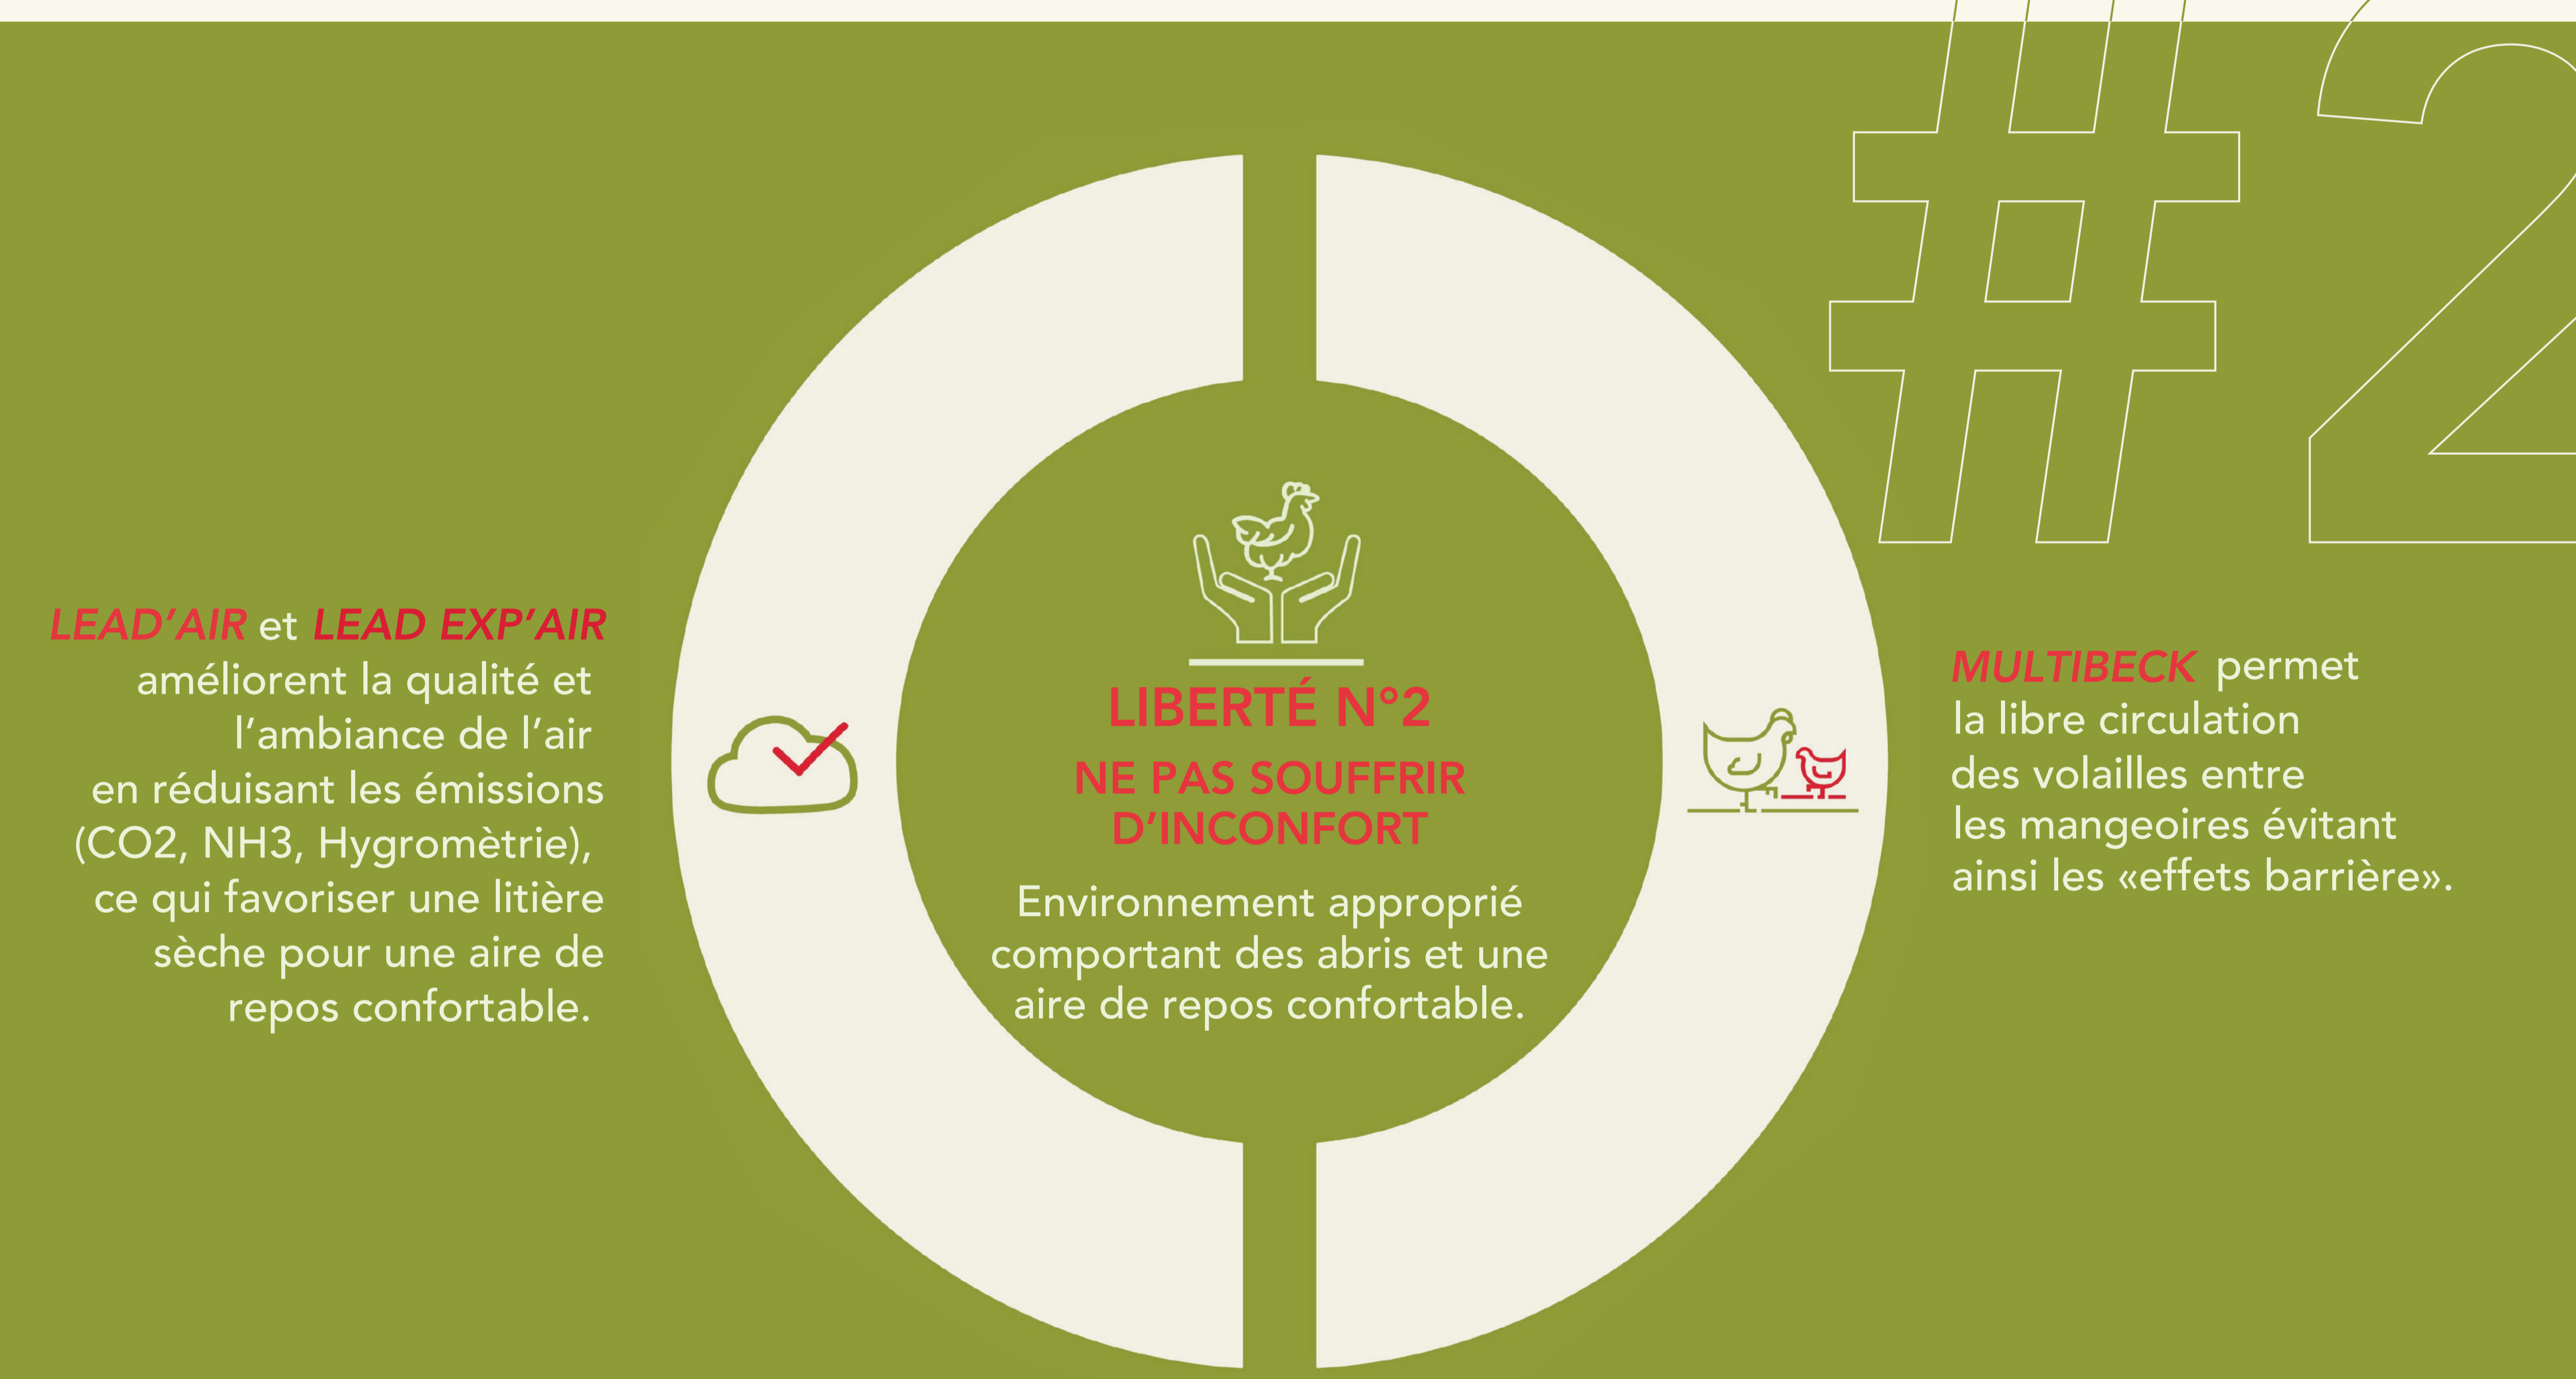 #2
LEAD’AIR et LEAD EXP’AIR
améliorent la qualité et
l’ambiance de l’air
en réduisant les émissions
(CO2, NH3, Hygromètrie),
ce qui favoriser une litière
sèche pour une aire de
repos confortable.
LIBERTÉ N°2
NE PAS SOUFFRIR
D’INCONFORT
Environnement approprié
comportant des abris et une
aire de repos confortable.
MULTIBECK permet
la libre circulation
des volailles entre
les mangeoires évitant
ainsi les «effets barrière».